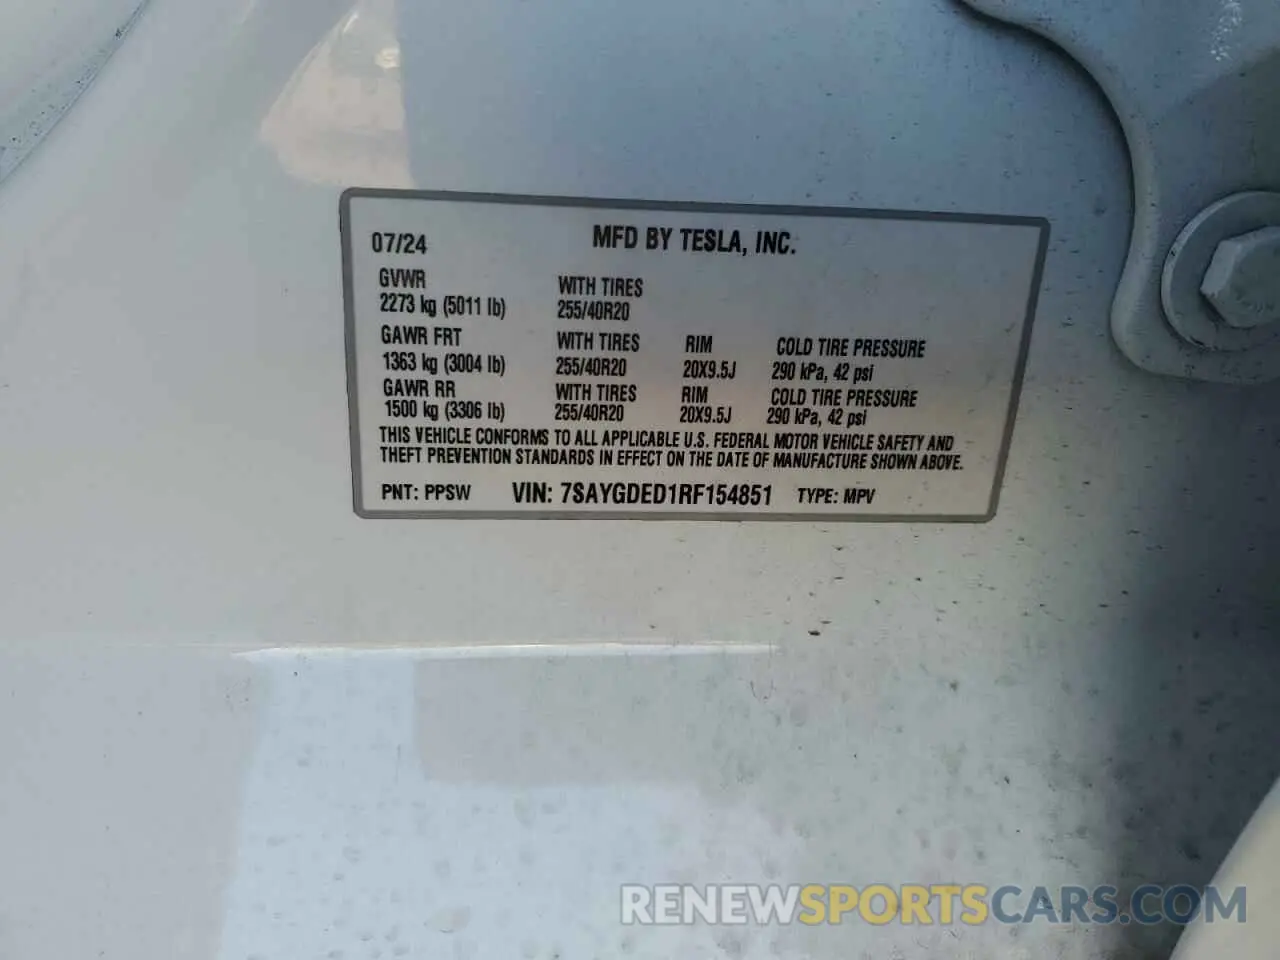 07/24 MFD BY TESLA, INC.
GVWR WITH TIRES
2273 kg (5011 lb) 255/40R20
GAWR FRT WITH TIRES RIM COLD TIRE PRESSURE
1363 kg (3004 lb) 255/40R20 20X9.5J 290 kPa, 42 psi
GAWR RR WITH TIRES RIM COLD TIRE PRESSURE
1500 kg (3306 lb) 255/40R20 20X9.5J 290 kPa, 42 psi
THIS VEHICLE CONFORMS TO ALL APPLICABLE U.S. FEDERAL MOTOR VEHICLE SAFETY AND
THEFT PREVENTION STANDARDS IN EFFECT ON THE DATE OF MANUFACTURE SHOWN ABOVE.
PNT: PPSW VIN: 7SAYGDED1RF154851 TYPE: MPV
RENEWSPORTSCARS.COM